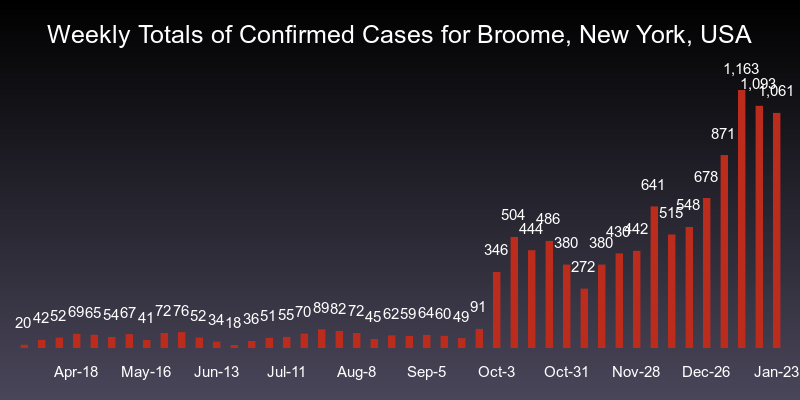 Weekly Totals of Confirmed Cases for Broome, New York, USA
20 42 52 69 65 54 67 41 72 76 52 34 18 36 51 55 70 89 82 72 45 62 59 64 60 49 91 346 504 444 486 380 272 380 430 442 641 515 548 678 871 1,163 1,093 1,061
Apr-18 May-16 Jun-13 Jul-11 Aug-8 Sep-5 Oct-3 Oct-31 Nov-28 Dec-26 Jan-23